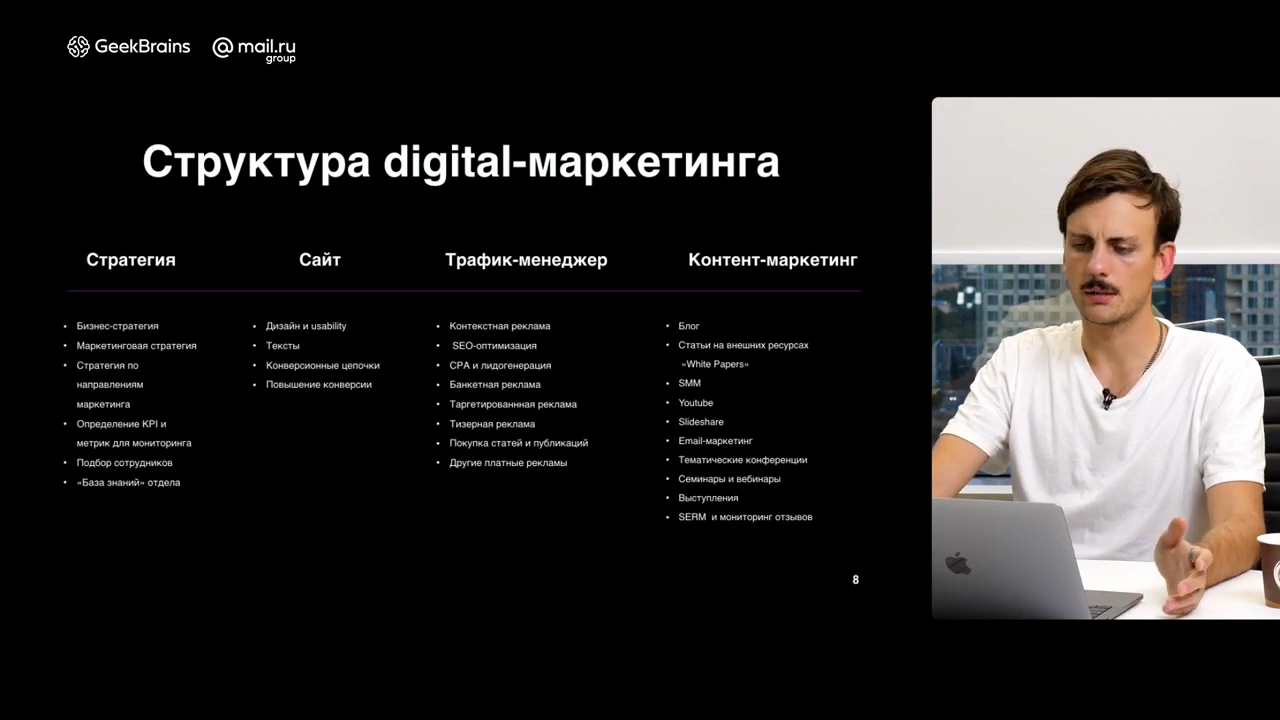 GeekBrains
@mail.ru
group
Структура digital-маркетинга
Стратегия
Бизнес-стратегия
Маркетинговая стратегия
Стратегия по
направлениям
маркетинга
Определение KPI и
метрик для мониторинга
Подбор сотрудников
«База знаний» отдела
Сайт
Дизайн и usability
Тексты
Конверсионные цепочки
Повышение конверсии
Трафик-менеджер
Контекстная реклама
SEO-оптимизация
CPA и лидогенерация
Банкетная реклама
Таргетированнная реклама
Тизерная реклама
Покупка статей и публикаций
Другие платные рекламы
Контент-маркетинг
Блог
Статьи на внешних ресурсах
«White Papers»
SMM
Youtube
Slideshare
Email-маркетинг
Тематические конференции
Семинары и вебинары
Выступления
SERM и мониторинг отзывов
8